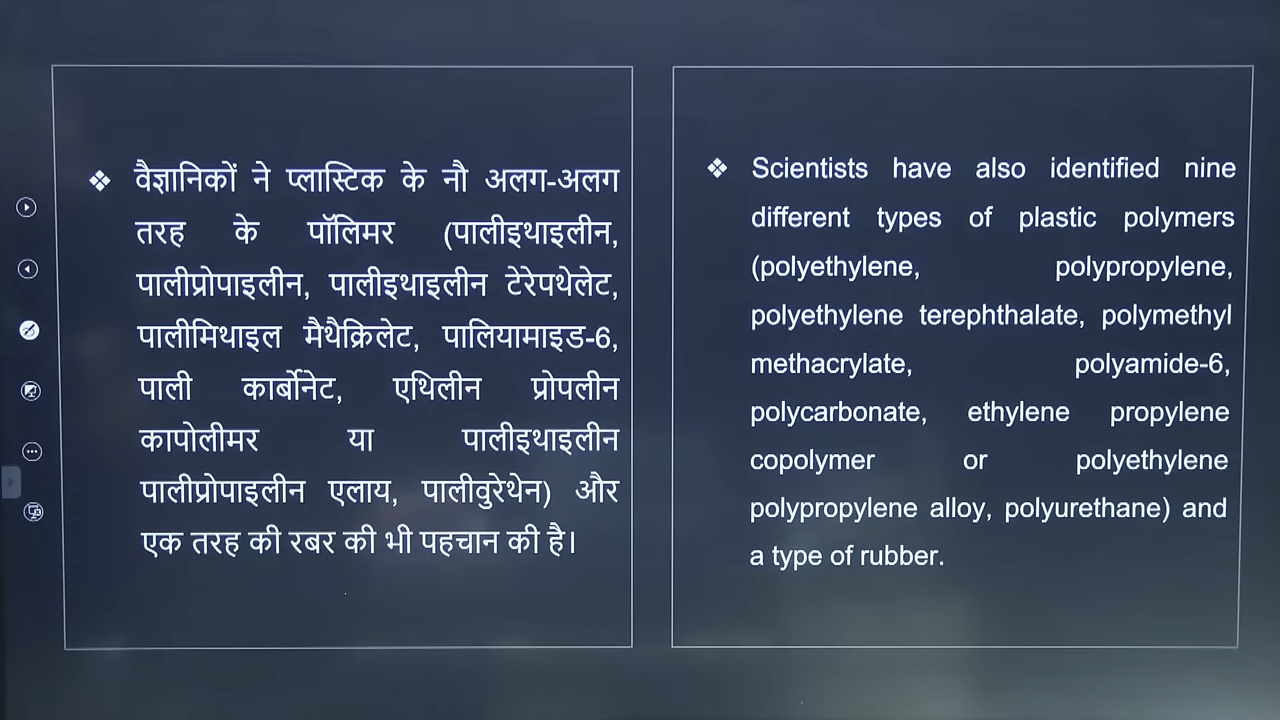 ❖ वैज्ञानिकों ने प्लास्टिक के नौ अलग-अलग
तरह के पॉलिमर (पालीइथाइलीन,
पालीप्रोपाइलीन, पालीइथाइलीन टेरेपथेलेट,
पालीमिथाइल मैथैक्रिलेट, पालियामाइड-6,
पाली कार्बोनेट, एथिलीन प्रोपलीन
कापोलीमर या पालीइथाइलीन
पालीप्रोपाइलीन एलाय, पालीवुरेथेन) और
एक तरह की रबर की भी पहचान की है।
❖ Scientists have also identified nine
different types of plastic polymers
(polyethylene, polypropylene,
polyethylene terephthalate, polymethyl
methacrylate, polyamide-6,
polycarbonate, ethylene propylene
copolymer or polyethylene
polypropylene alloy, polyurethane) and
a type of rubber.